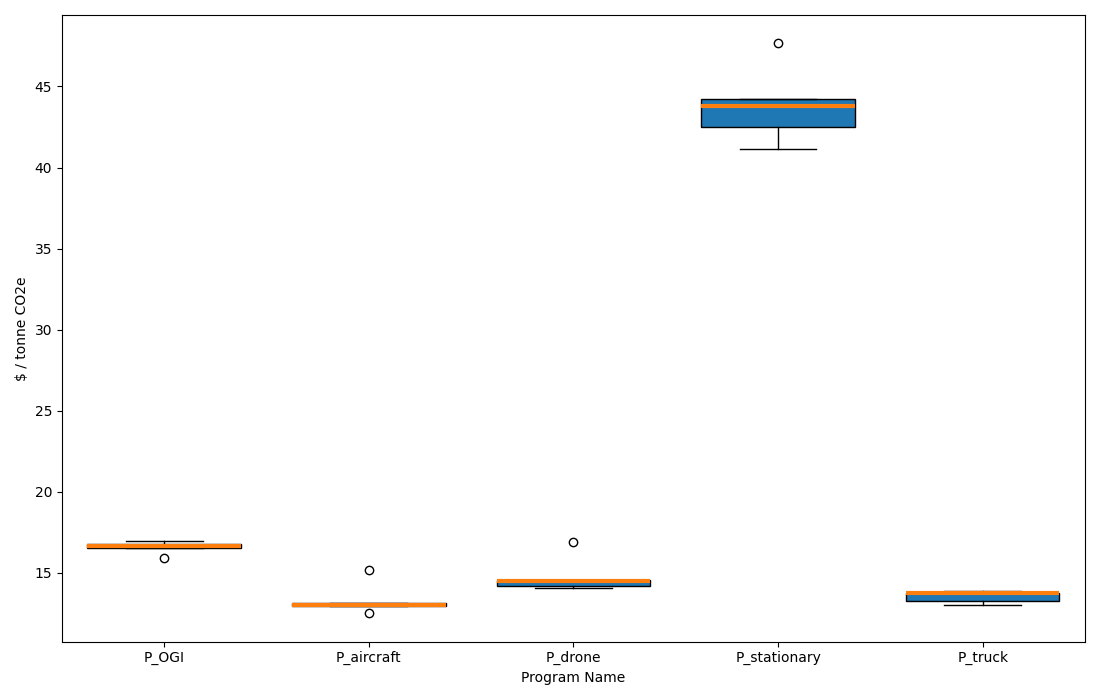 $ / tonne CO2e
45
40
35
30
25
20
15
P_OGI
P_aircraft
P_drone
P_stationary
P_truck
Program Name